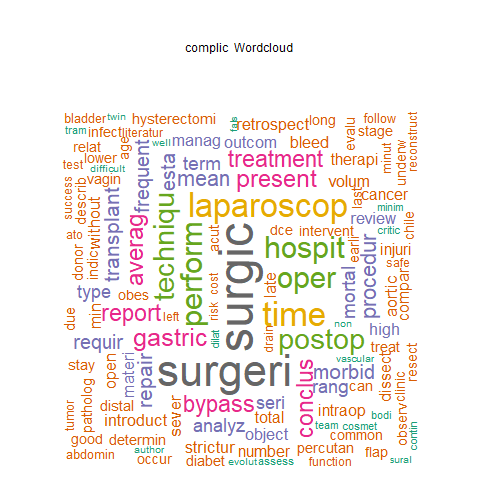 complic Wordcloud
bladder
twin
hysterectomi
fals
retrospect
long
follow
tram
infect
literatur
well
manag
outcom
bleed
evalu
stage
minut
underw
reconstruct
relat
age
test
lower
difficult
esta
term
treatment
therapi
success
describ
vagin
frequent
mean
present
volum
last
cancer
without
transplant
techniqu
laparoscop
review
minim
chile
ato
donor
indic
averag
perform
surgic
acut
dce
intervent
earli
critic
hospit
mortal
procedur
injuri
safe
type
obes
risk
cost
late
oper
aortic
compar
due
min
report
left
time
non
high
requir
gastric
dilat
drain
postop
treat
stay
open
materi
repair
surgeri
vascular
morbid
dissect
resect
tumor
patholog
distal
sever
bypass
seri
conclus
rang
can
bodi
clinic
observ
introduct
analyz
total
intraop
team
cosmet
contin
good
determin
object
common
abdomin
author
occur
strictur
diabet
number
evolut
assess
percutan
function
flap
sural